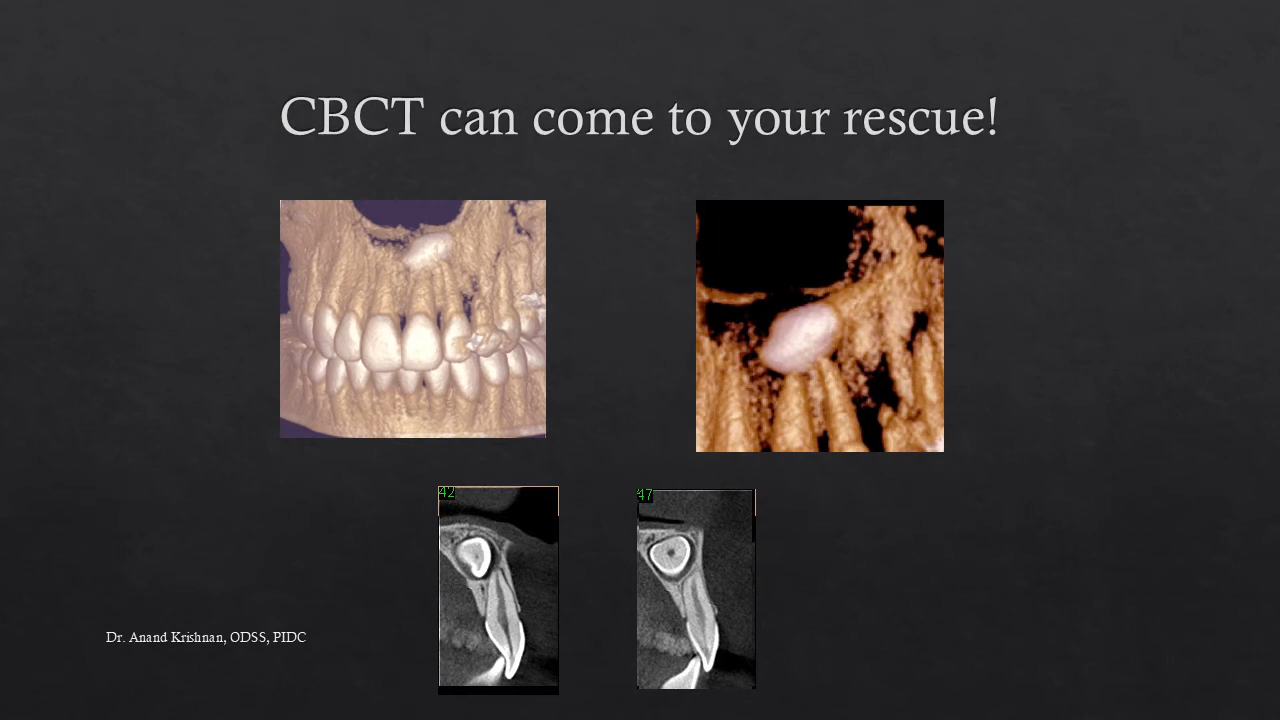 CBCT can come to your rescue!
42
47
Dr. Anand Krishnan, ODSS, PIDC